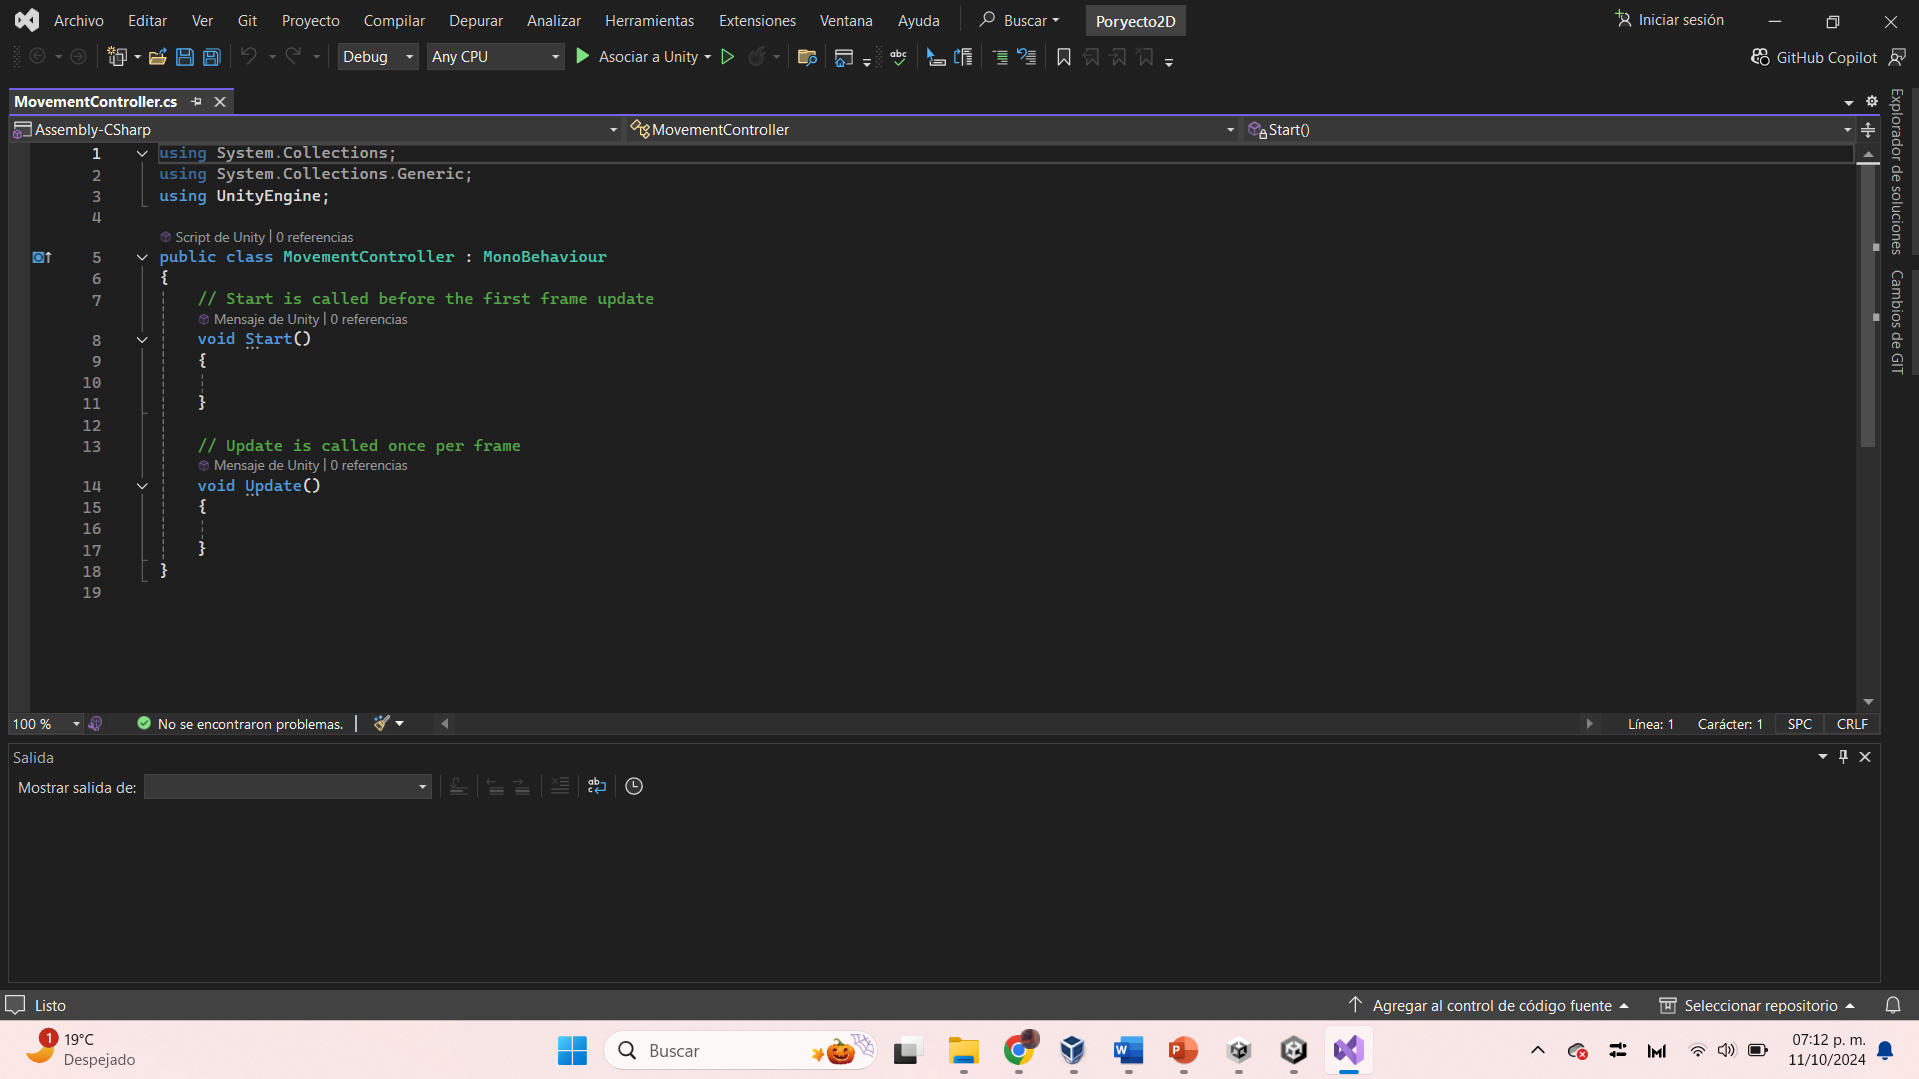 Archivo Editar Ver Git Proyecto Compilar Depurar Analizar Herramientas Extensiones Ventana Ayuda Buscar Poryecto2D Iniciar sesión
Debug Any CPU Asociar a Unity abc GitHub Copilot
MovementController.cs
Assembly-CSharp MovementController Start()
1 using System.Collections;
2 using System.Collections.Generic;
3 using UnityEngine;
4
Script de Unity | 0 referencias
5 public class MovementController : MonoBehaviour
6 {
7 // Start is called before the first frame update
Mensaje de Unity | 0 referencias
8 void Start()
9 {
10
11 }
12
13 // Update is called once per frame
Mensaje de Unity | 0 referencias
14 void Update()
15 {
16
17 }
18 }
19
Explorador de soluciones
Cambios de GIT
100 % No se encontraron problemas. Línea: 1 Carácter: 1 SPC CRLF
Salida
Mostrar salida de: ab
Listo Agregar al control de código fuente Seleccionar repositorio
1 19°C
Despejado
Buscar
W P
07:12 p. m.
11/10/2024